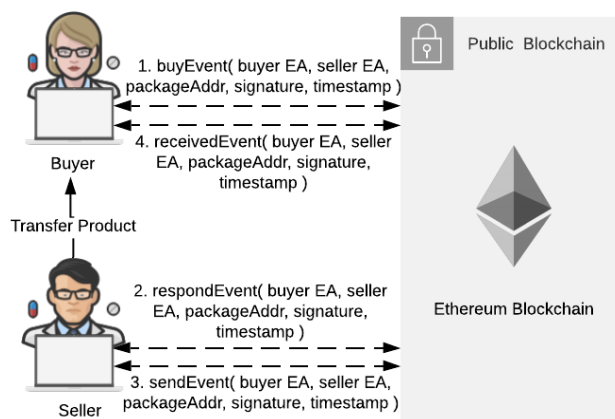 1. buyEvent( buyer EA, seller EA,
packageAddr, signature, timestamp )
4. receivedEvent( buyer EA, seller
EA, packageAddr, signature,
timestamp )
Buyer
Transfer Product
2. respondEvent( buyer EA, seller
EA, packageAddr, signature,
timestamp )
3. sendEvent( buyer EA, seller EA,
packageAddr, signature, timestamp )
Seller
Public Blockchain
Ethereum Blockchain